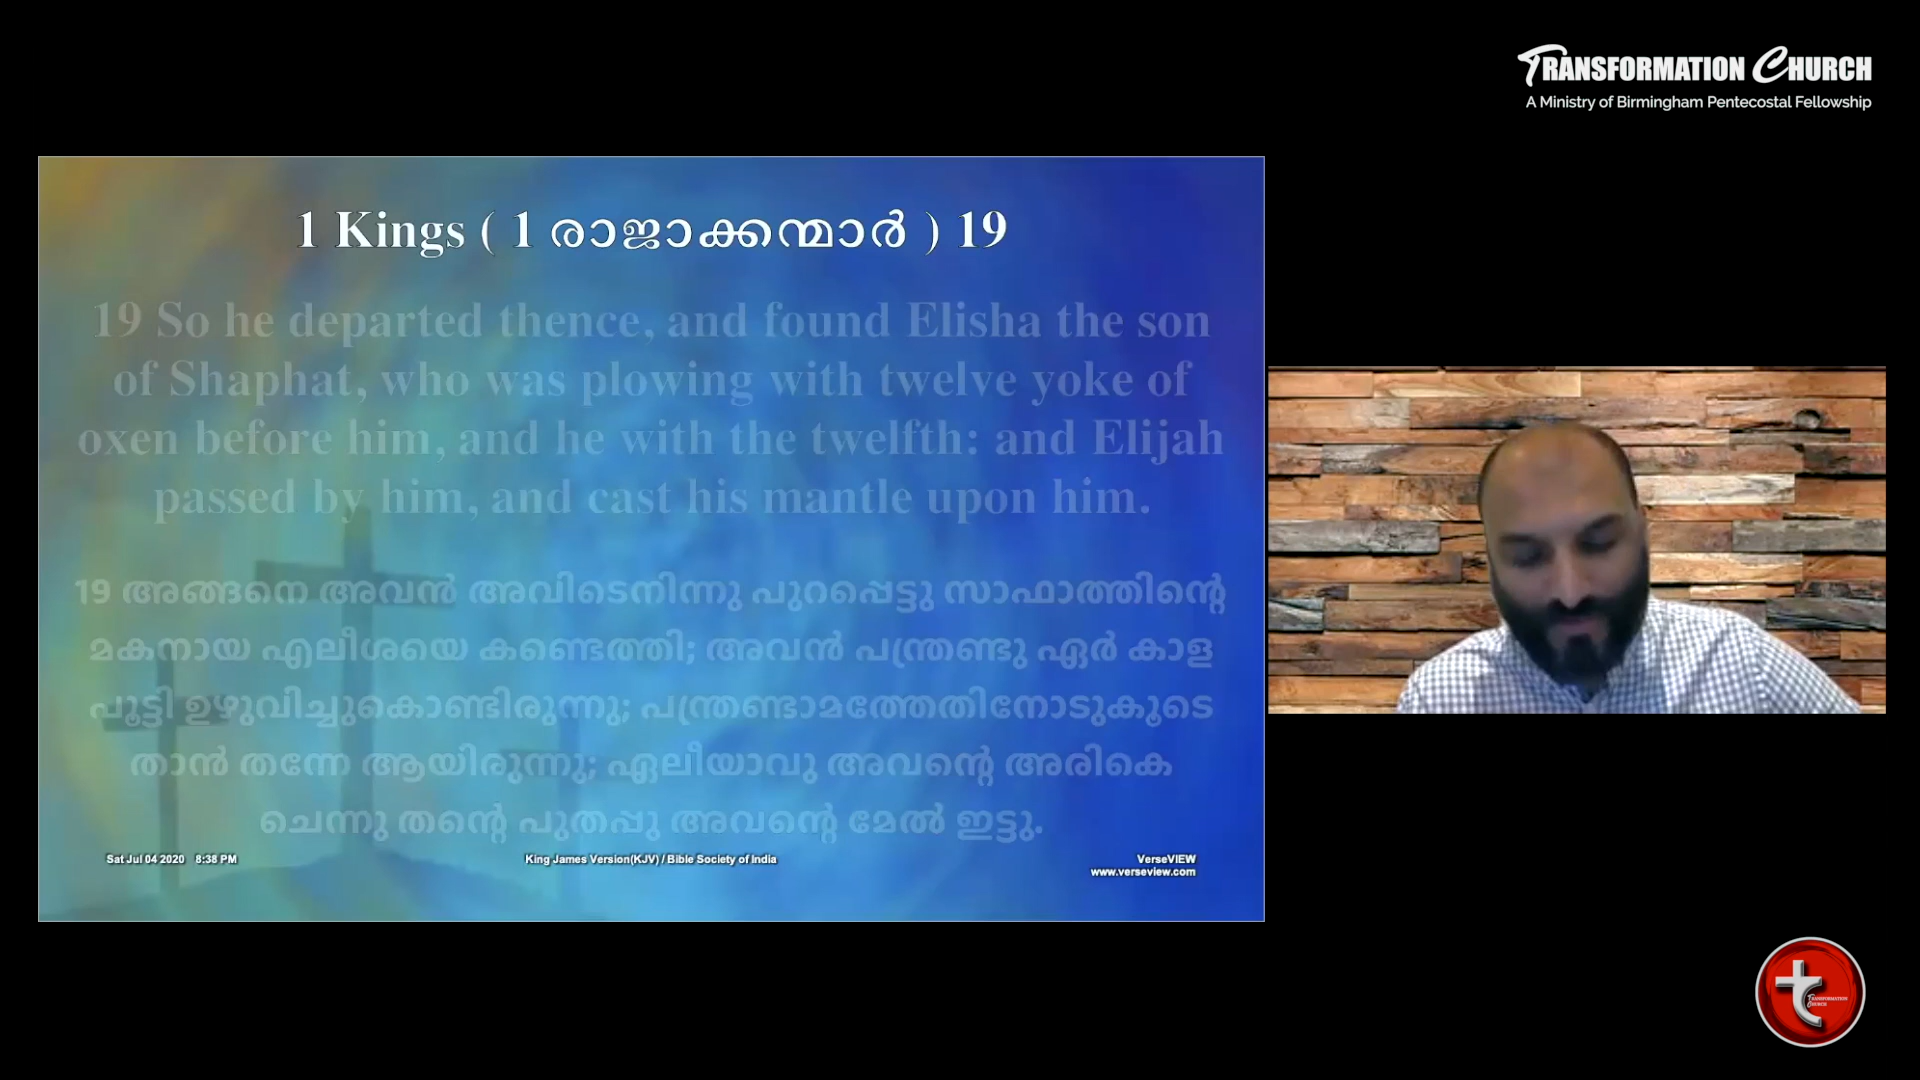 TRANSFORMATION CHURCH
A Ministry of Birmingham Pentecostal Fellowship
1 Kings ( 1 രാജാക്കന്മാർ ) 19
19 So he departed thence, and found Elisha the son
of Shaphat, who was plowing with twelve yoke of
oxen before him, and he with the twelfth: and Elijah
passed by him, and cast his mantle upon him.
19 അങ്ങനെ അവൻ അവിടെനിന്നു പുറപ്പെട്ടു സാഫാത്തിന്റെ
മകനായ എലീശയെ കണ്ടെത്തി; അവൻ പന്ത്രണ്ടു ഏർ കാള
പൂട്ടി ഉഴുവിച്ചുകൊണ്ടിരുന്നു; പന്ത്രണ്ടാമത്തേതിനോടുകൂടെ
താൻ തന്നേ ആയിരുന്നു; ഏലീയാവു അവന്റെ അരികെ
ചെന്നു തന്റെ പുതപ്പു അവന്റെ മേൽ ഇട്ടു.
Sat Jul 04 2020 8:38 PM
King James Version(KJV) / Bible Society of India
VerseVIEW
www.verseview.com
TRANSFORMATION
CHURCH